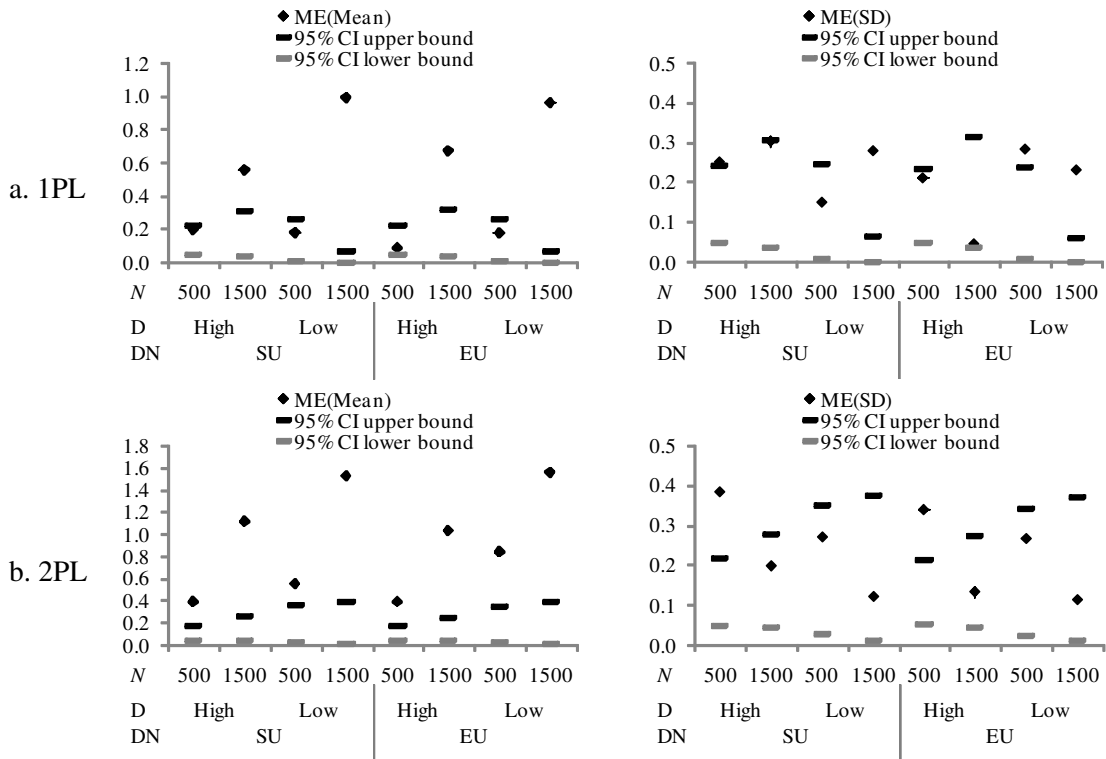 ME(Mean)
95% CI upper bound
95% CI lower bound
1.2
1.0
0.8
0.6
0.4
0.2
0.0
N 500 1500 500 1500 500 1500 500 1500
D High Low High Low
DN SU EU
ME(SD)
95% CI upper bound
95% CI lower bound
0.5
0.4
0.3
0.2
0.1
0.0
N 500 1500 500 1500 500 1500 500 1500
D High Low High Low
DN SU EU
a. 1PL
ME(Mean)
95% CI upper bound
95% CI lower bound
1.8
1.6
1.4
1.2
1.0
0.8
0.6
0.4
0.2
0.0
N 500 1500 500 1500 500 1500 500 1500
D High Low High Low
DN SU EU
ME(SD)
95% CI upper bound
95% CI lower bound
0.5
0.4
0.3
0.2
0.1
0.0
N 500 1500 500 1500 500 1500 500 1500
D High Low High Low
DN SU EU
b. 2PL